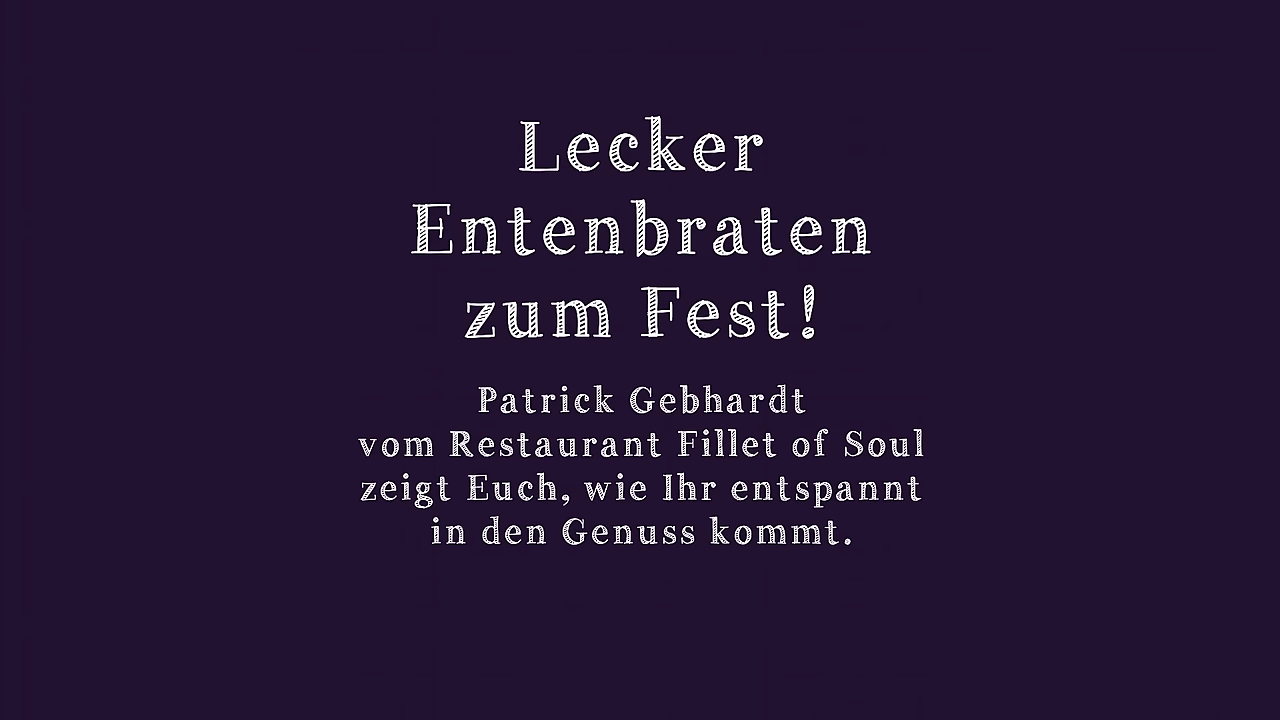 Lecker
Entenbraten
zum Fest!
Patrick Gebhardt
vom Restaurant Fillet of Soul
zeigt Euch, wie Ihr entspannt
in den Genuss kommt.